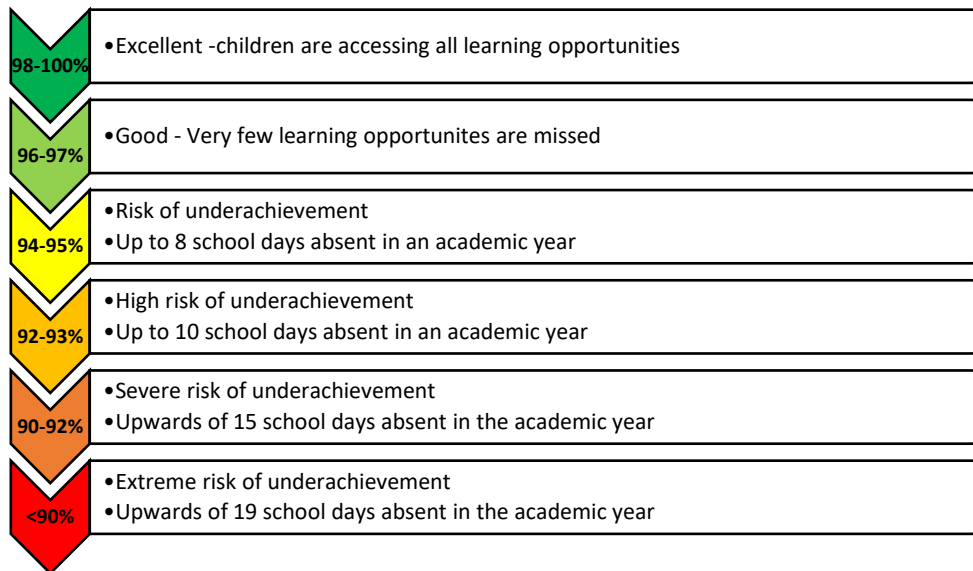 98-100%
•Excellent -children are accessing all learning opportunities
96-97%
•Good - Very few learning opportunites are missed
94-95%
•Risk of underachievement
•Up to 8 school days absent in an academic year
92-93%
•High risk of underachievement
•Up to 10 school days absent in an academic year
90-92%
•Severe risk of underachievement
•Upwards of 15 school days absent in the academic year
<90%
•Extreme risk of underachievement
•Upwards of 19 school days absent in the academic year